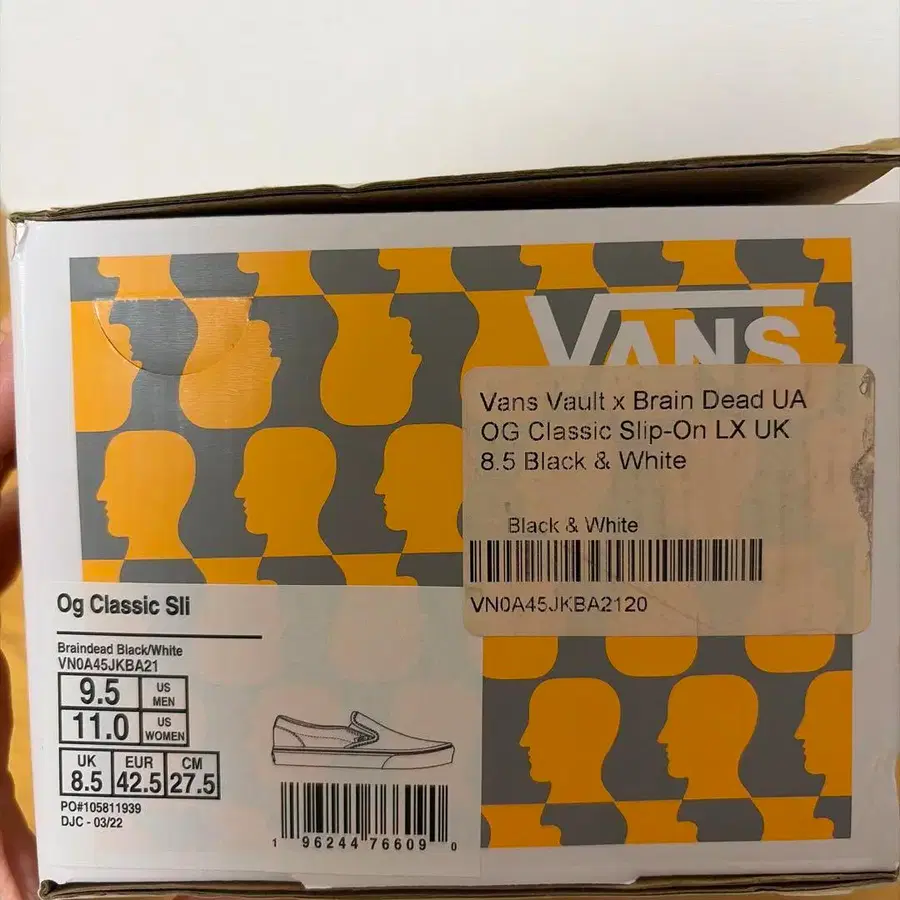 VANS
Vans Vault x Brain Dead UA
OG Classic Slip-On LX UK
8.5 Black & White
Black & White
VN0A45JKBA2120
Og Classic Sli
Braindead Black/White
VN0A45JKBA21
9.5 US MEN
11.0 US WOMEN
UK EUR CM
8.5 42.5 27.5
PO#105811939
DJC - 03/22
1 96244 76609 0